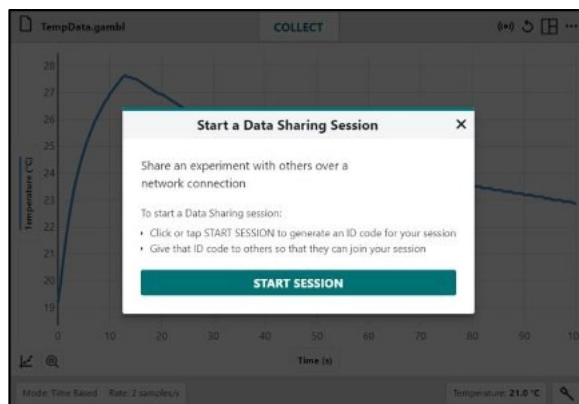 TempData.gambl
COLLECT
28
27
26
25
24
23
22
21
20
19
Temperature (°C)
Start a Data Sharing Session
Share an experiment with others over a
network connection
To start a Data Sharing session:
• Click or tap START SESSION to generate an ID code for your session
• Give that ID code to others so that they can join your session
START SESSION
0 10 20 30 40 50 60 70 80 90 100
Time (s)
Mode: Time Based Rate: 2 samples/s Temperature: 21.0 °C